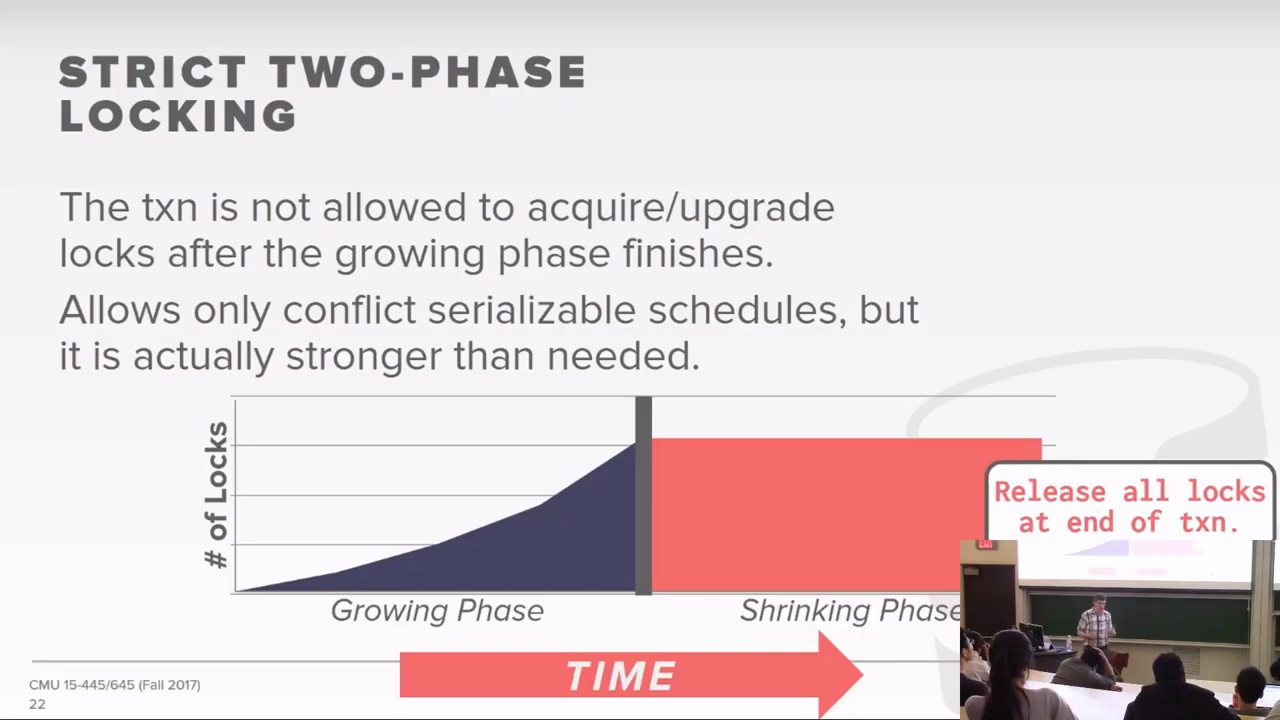 STRICT TWO-PHASE
LOCKING
The txn is not allowed to acquire/upgrade
locks after the growing phase finishes.
Allows only conflict serializable schedules, but
it is actually stronger than needed.
# of Locks
Release all locks
at end of txn.
EXIT
Growing Phase
Shrinking Phase
TIME
CMU 15-445/645 (Fall 2017)
22